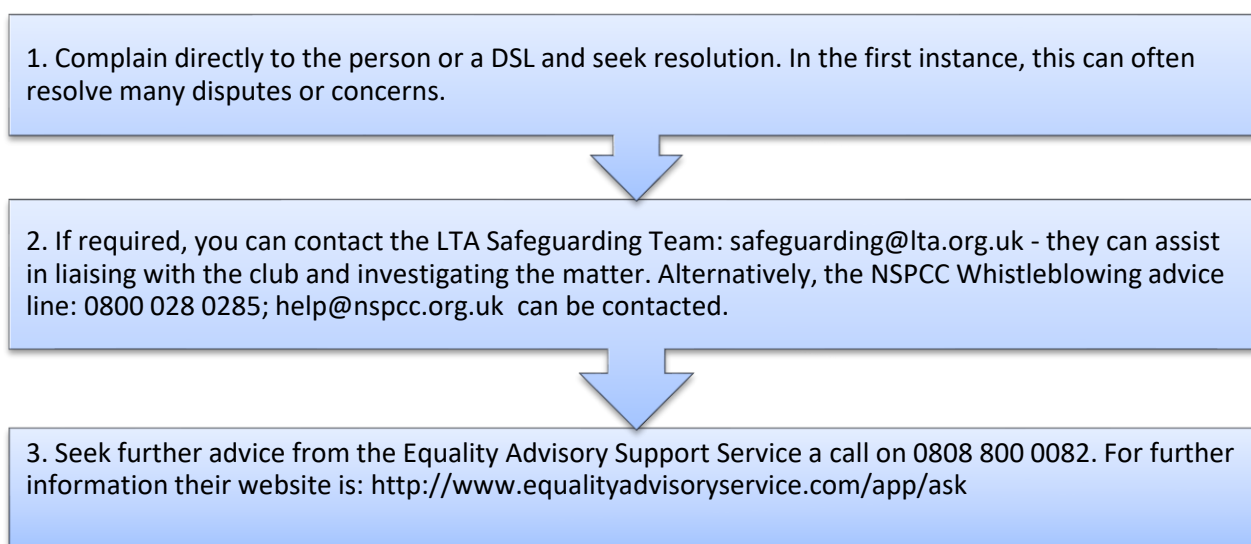 1. Complain directly to the person or a DSL and seek resolution. In the first instance, this can often
resolve many disputes or concerns.
2. If required, you can contact the LTA Safeguarding Team: safeguarding@lta.org.uk - they can assist
in liaising with the club and investigating the matter. Alternatively, the NSPCC Whistleblowing advice
line: 0800 028 0285; help@nspcc.org.uk  can be contacted.
3. Seek further advice from the Equality Advisory Support Service a call on 0808 800 0082. For further
information their website is: http://www.equalityadvisoryservice.com/app/ask